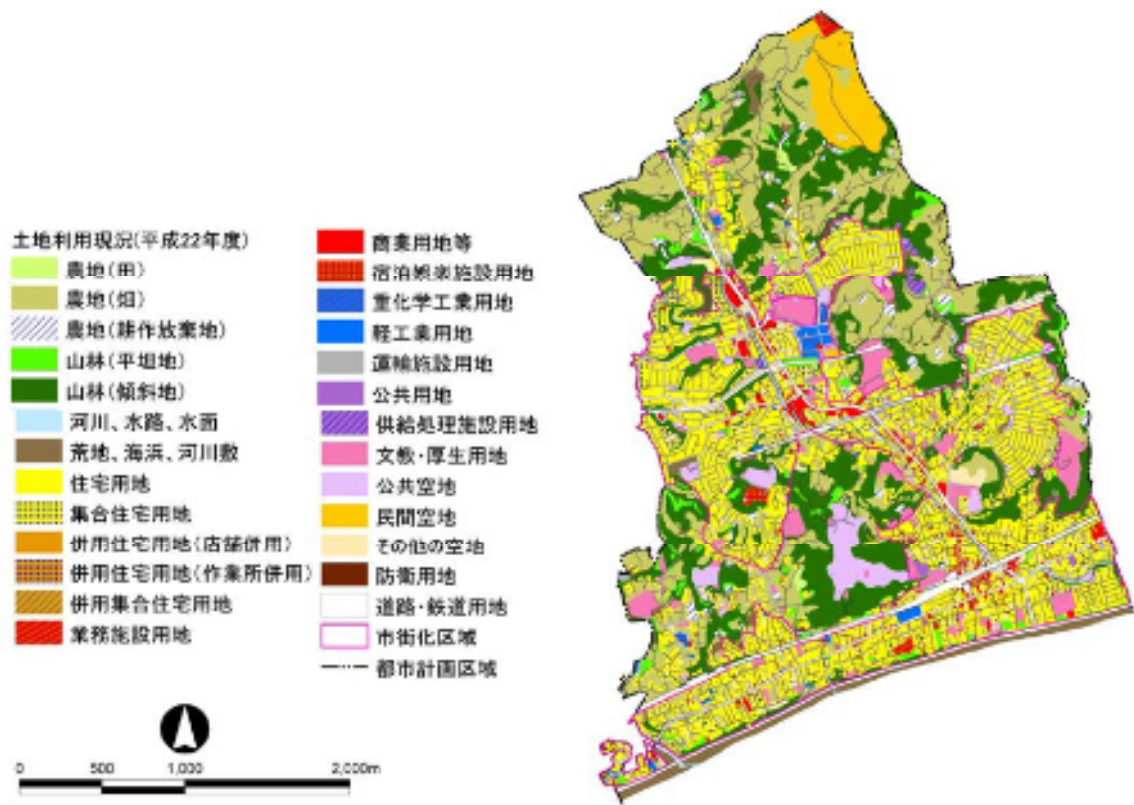 土地利用現況(平成22年度)
農地(田)
農地(畑)
農地(耕作放棄地)
山林(平坦地)
山林(傾斜地)
河川、水路、水面
荒地、海浜、河川敷
住宅用地
集合住宅用地
併用住宅用地(店舗併用)
併用住宅用地(作業所併用)
併用集合住宅用地
業務施設用地
商業用地等
宿泊娯楽施設用地
重化学工業用地
軽工業用地
運輸施設用地
公共用地
供給処理施設用地
文教・厚生用地
公共空地
民間空地
その他の空地
防衛用地
道路・鉄道用地
市街化区域
都市計画区域
0 500 1,000 2,000m